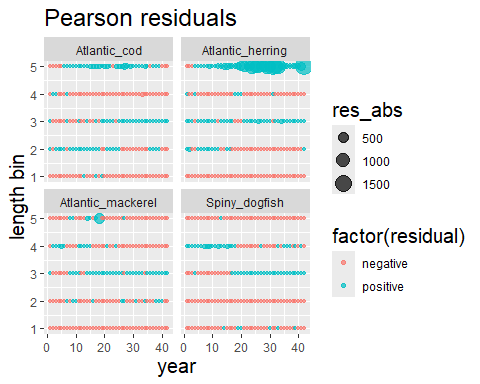 Pearson residuals
Atlantic_cod
Atlantic_herring
5
4
3
2
1
Atlantic_mackerel
Spiny_dogfish
5
4
3
2
1
0 10 20 30 40 0 10 20 30 40
length bin
year
res_abs
500
1000
1500
factor(residual)
negative
positive